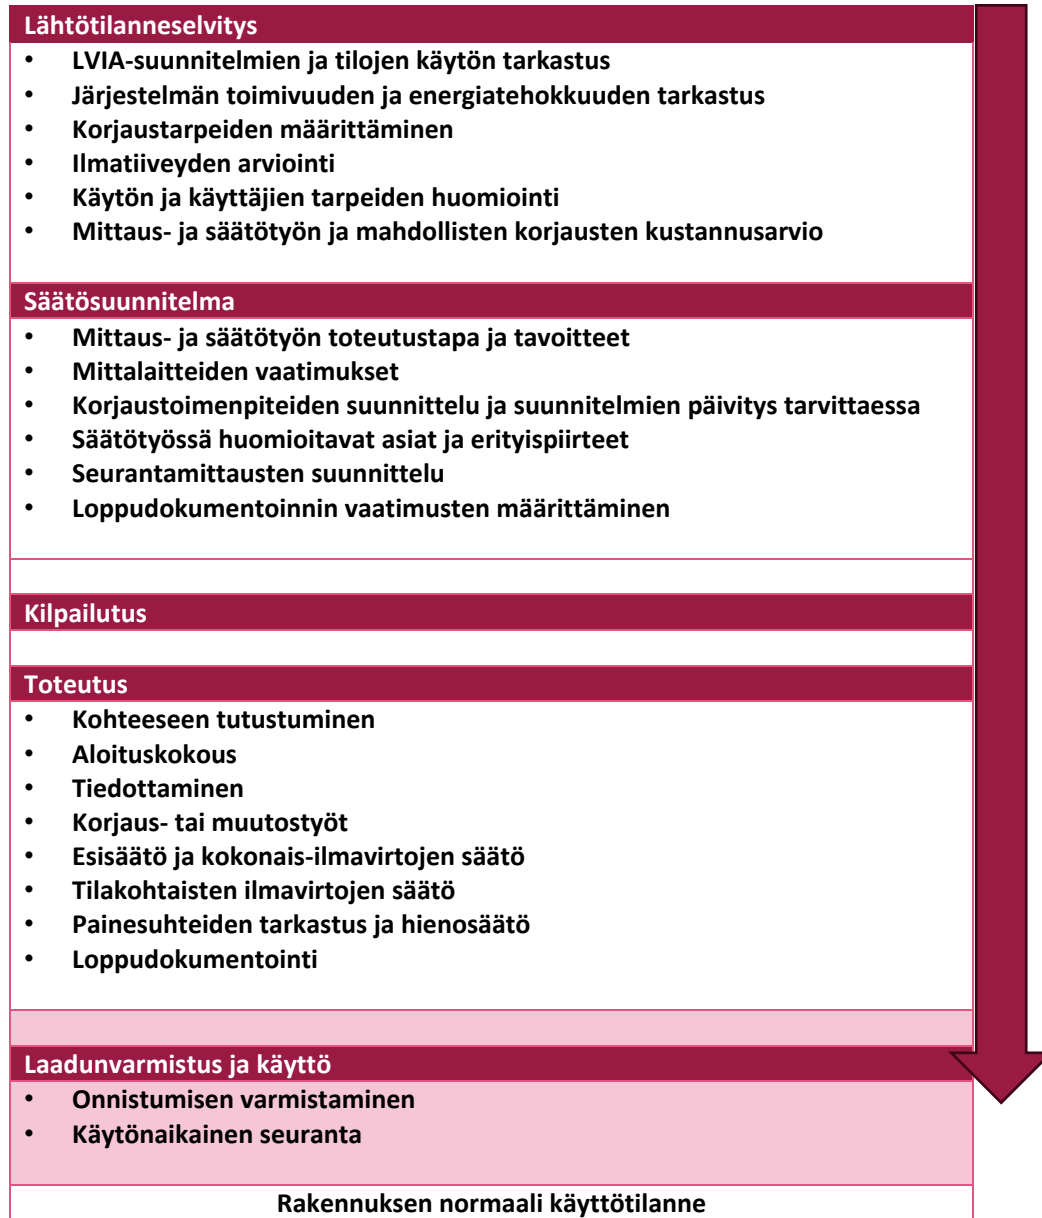 Lähtötilanneselvitys
• LVIA-suunnitelmien ja tilojen käytön tarkastus
• Järjestelmän toimivuuden ja energiatehokkuuden tarkastus
• Korjaustarpeiden määrittäminen
• Ilmatiiveyden arviointi
• Käytön ja käyttäjien tarpeiden huomiointi
• Mittaus- ja säätötyön ja mahdollisten korjausten kustannusarvio
Säätösuunnitelma
• Mittaus- ja säätötyön toteutustapa ja tavoitteet
• Mittalaitteiden vaatimukset
• Korjaustoimenpiteiden suunnittelu ja suunnitelmien päivitys tarvittaessa
• Säätötyössä huomioitavat asiat ja erityispiirteet
• Seurantamittausten suunnittelu
• Loppudokumentoinnin vaatimusten määrittäminen
Kilpailutus
Toteutus
• Kohteeseen tutustuminen
• Aloituskokous
• Tiedottaminen
• Korjaus- tai muutostyöt
• Esisäätö ja kokonais-ilmavirtojen säätö
• Tilakohtaisten ilmavirtojen säätö
• Painesuhteiden tarkastus ja hienosäätö
• Loppudokumentointi
Laadunvarmistus ja käyttö
• Onnistumisen varmistaminen
• Käytönaikainen seuranta
Rakennuksen normaali käyttötilanne